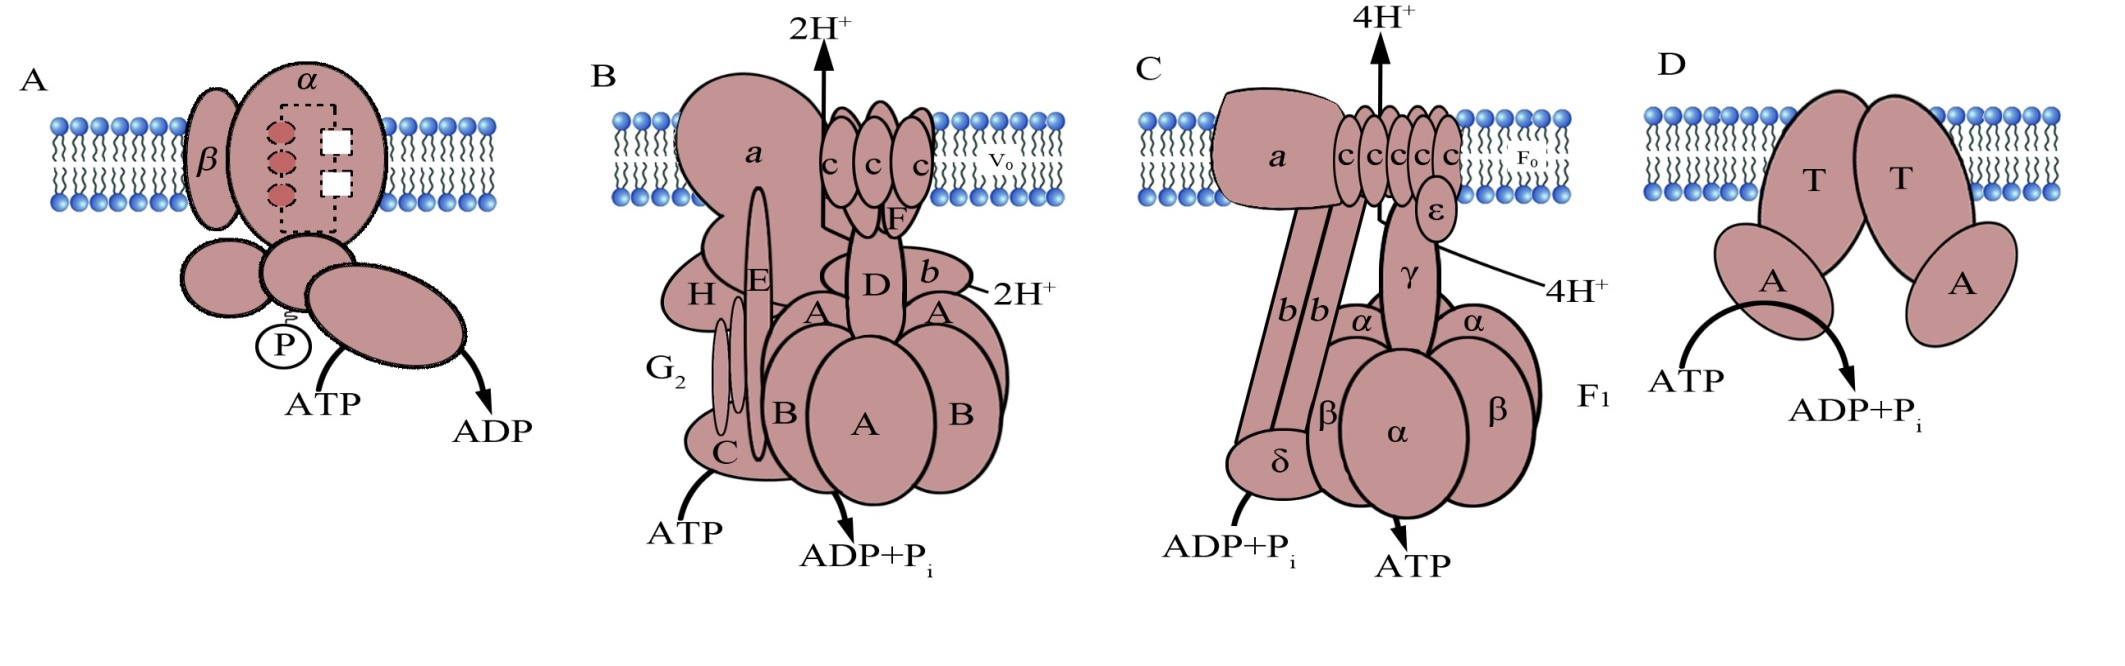 A
α
β
P
ATP
ADP
B
2H⁺
a
c c c
V₀
F
E
H
D
b
2H⁺
A
A
G₂
B
A
B
C
ATP
ADP+Pᵢ
C
4H⁺
a
c c c c c
F₀
ε
γ
4H⁺
b b
α
α
F1
β
α
β
δ
ADP+Pᵢ
ATP
D
T T
A
A
ATP
ADP+Pᵢ